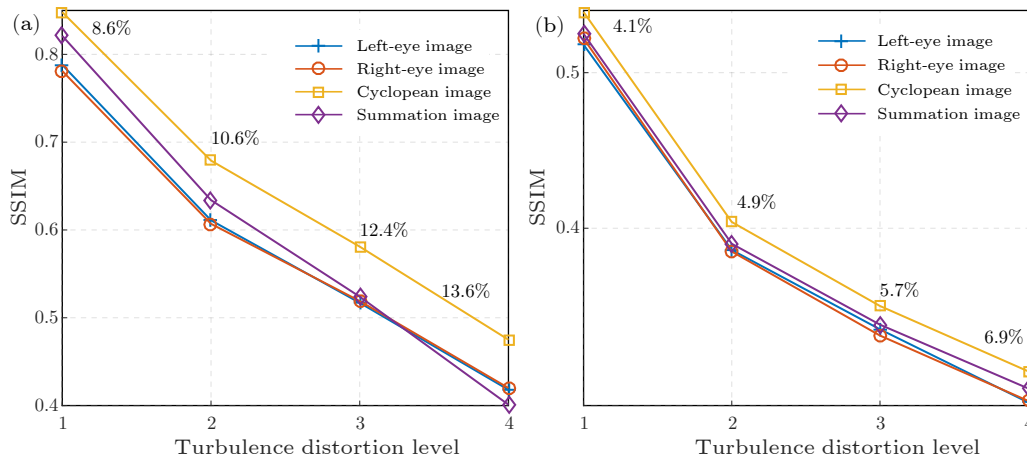 (a)
8.6%
10.6%
12.4%
13.6%
Left-eye image
Right-eye image
Cyclopean image
Summation image
SSIM
0.8
0.7
0.6
0.5
0.4
1 2 3 4
Turbulence distortion level
(b)
4.1%
4.9%
5.7%
6.9%
Left-eye image
Right-eye image
Cyclopean image
Summation image
SSIM
0.5
0.4
1 2 3 4
Turbulence distortion level